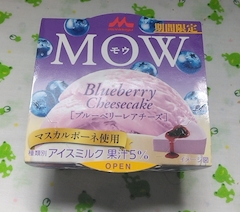 森永
期間限定
MOW
モウ
Blueberry
Cheesecake
[ブルーベリーレアチーズ]
マスカルポーネ使用
種類別 アイスミルク 果汁5%
OPEN